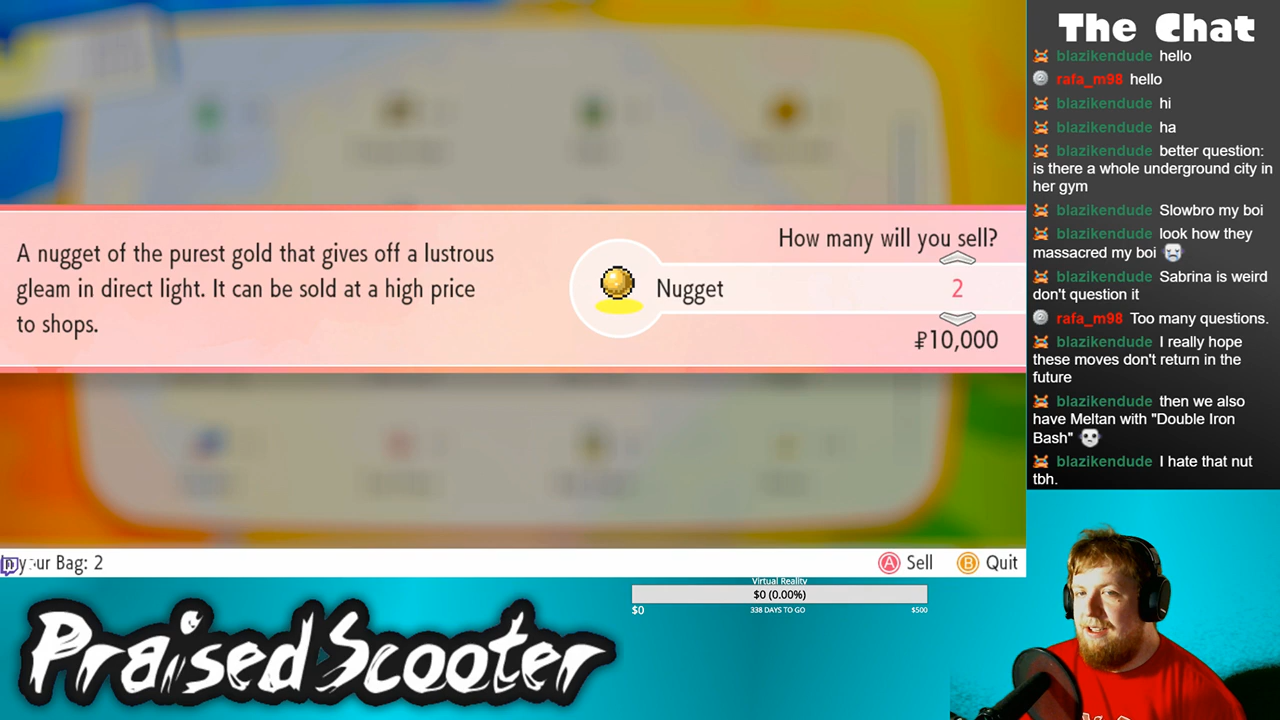 A nugget of the purest gold that gives off a lustrous
gleam in direct light. It can be sold at a high price
to shops.
How many will you sell?
Nugget
2
₽10,000
your Bag: 2
A Sell
B Quit
The Chat
blazikendude hello
rafa_m98 hello
blazikendude hi
blazikendude ha
blazikendude better question:
is there a whole underground city in
her gym
blazikendude Slowbro my boi
blazikendude look how they
massacred my boi
blazikendude Sabrina is weird
don't question it
rafa_m98 Too many questions.
blazikendude I really hope
these moves don't return in the
future
blazikendude then we also
have Meltan with "Double Iron
Bash"
blazikendude I hate that nut
tbh.
Virtual Reality
$0 (0.00%)
$0
338 DAYS TO GO
$500
PraisedScooter